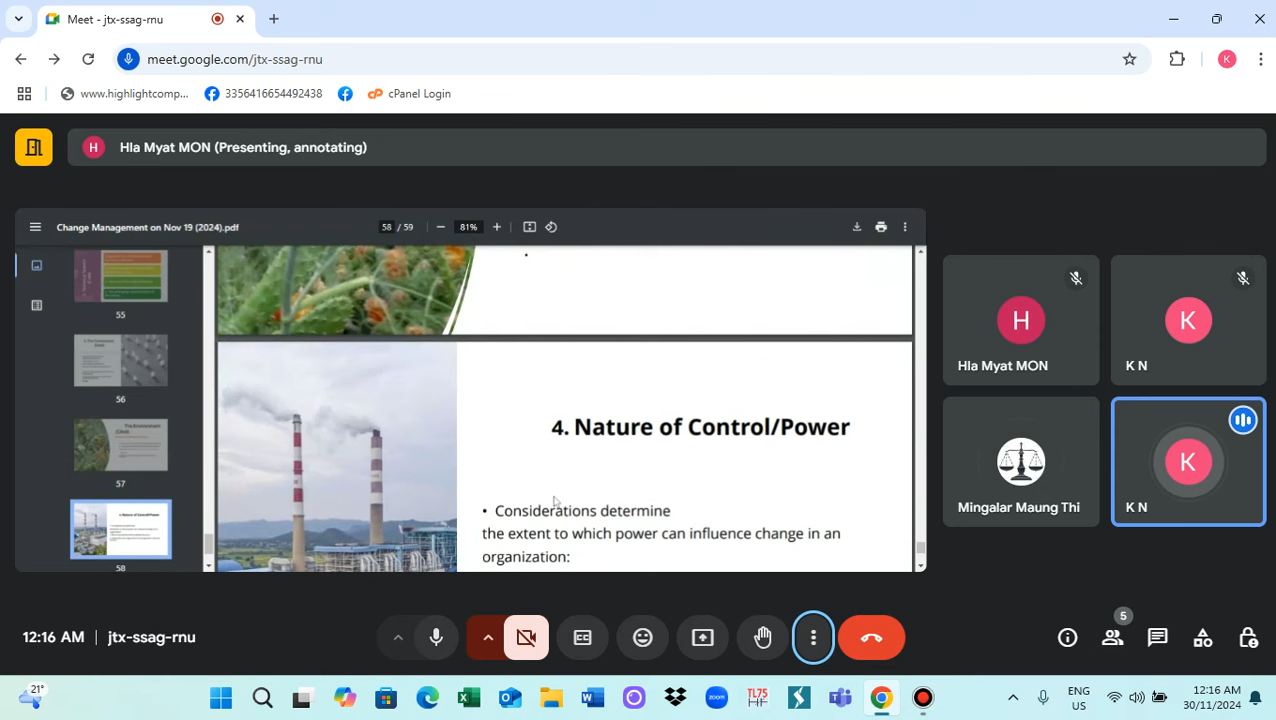 Meet - jtx-ssag-rnu
meet.google.com/jtx-ssag-rnu
K
www.highlightcomp...
3356416654492438
cP
cPanel Login
H
Hla Myat MON (Presenting, annotating)
Change Management on Nov 19 (2024).pdf
58 / 59
81%
55
56
57
58
4. Nature of Control/Power
• Considerations determine
the extent to which power can influence change in an
organization:
H
Hla Myat MON
K
K N
Mingalar Maung Thi
K
K N
12:16 AM | jtx-ssag-rnu
5
21°
zoom
TL75
ENG
US
12:16 AM
30/11/2024